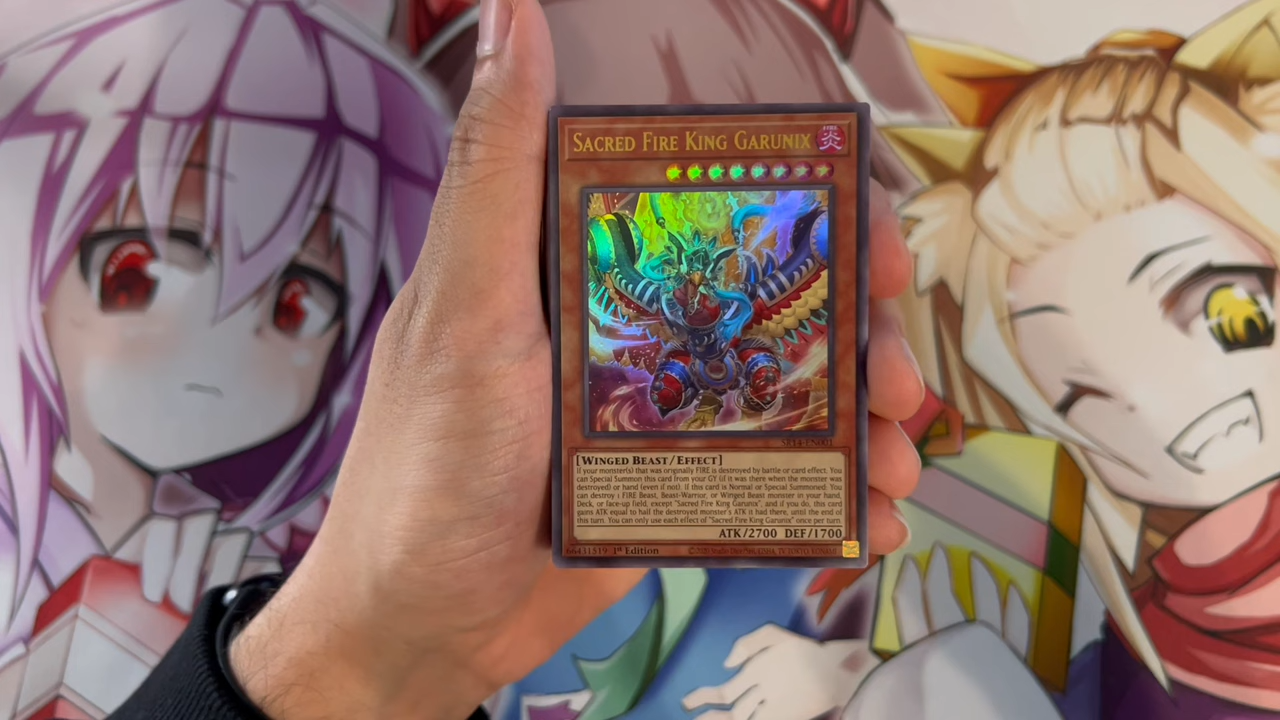 SACRED FIRE KING GARUNIX
FIRE
炎
SR14-EN001
[WINGED BEAST/EFFECT]
If your monster(s) that was originally FIRE is destroyed by battle or card effect: You
can Special Summon this card from your GY (if it was there when the monster was
destroyed) or hand (even if not). If this card is Normal or Special Summoned: You can
destroy 1 FIRE Beast, Beast-Warrior, or Winged Beast monster in your hand,
Deck, or face-up field, except "Sacred Fire King Garunix", and if you do, this card
gains ATK equal to half the destroyed monster's ATK it had there, until the end of
this turn. You can only use each effect of "Sacred Fire King Garunix" once per turn.
ATK/2700 DEF/1700
66431519 1st Edition